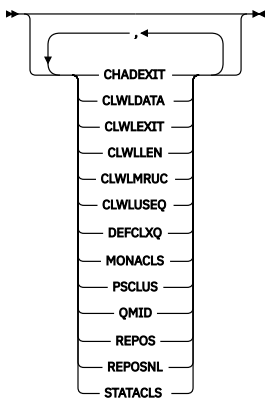 ,
CHADEXIT
CLWLDATA
CLWLEXIT
CLWLLEN
CLWLMRUC
CLWLUSEQ
DEFCLXQ
MONACLS
PSCLUS
QMID
REPOS
REPOSNL
STATACLS